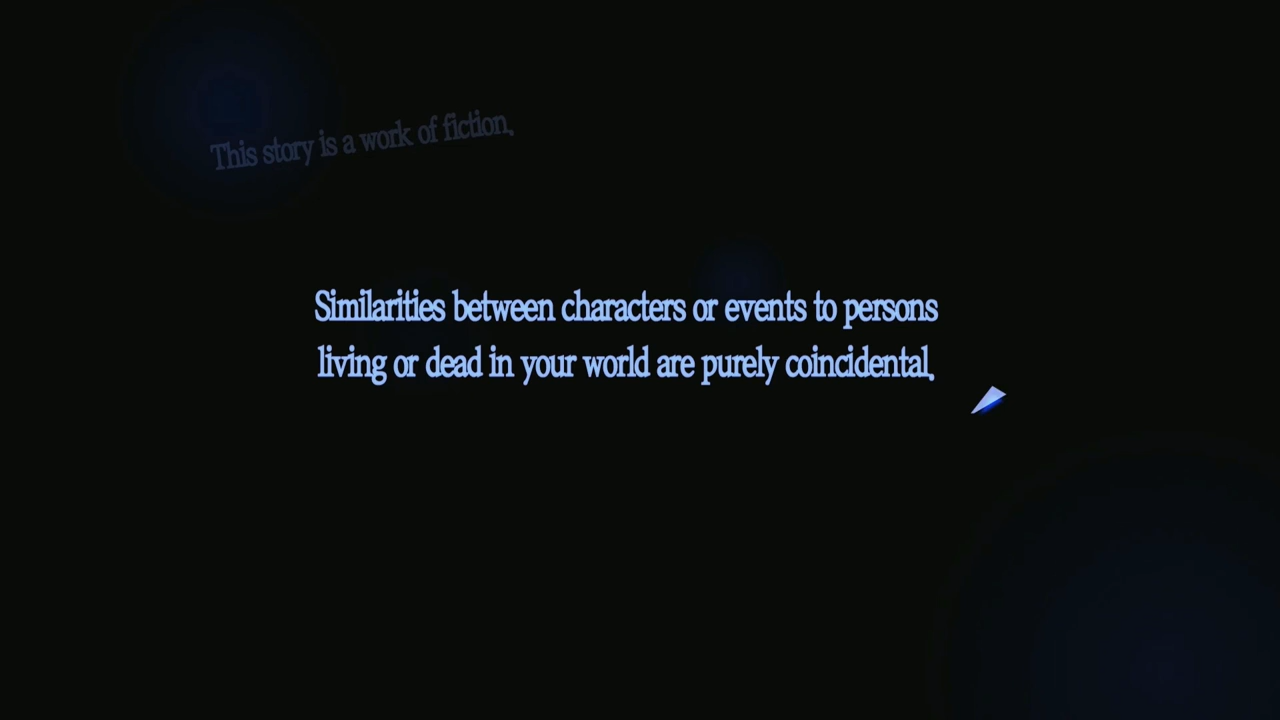 This story is a work of fiction.
Similarities between characters or events to persons
living or dead in your world are purely coincidental.